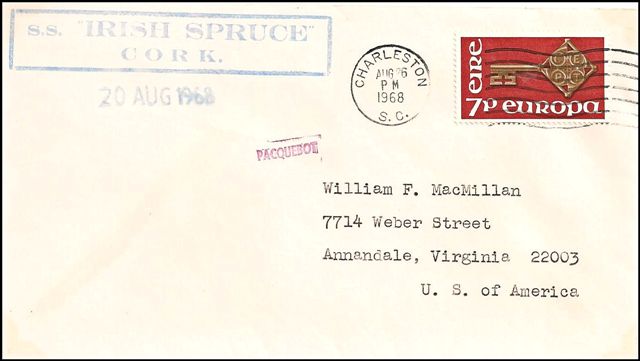 S.S. "IRISH SPRUCE"
CORK.
20 AUG 1968
CHARLESTON
AUG 26
PM
1968
S.C.
eire
7p europa
PACQUEBOT
William F. MacMillan
7714 Weber Street
Annandale, Virginia 22003
U. S. of America